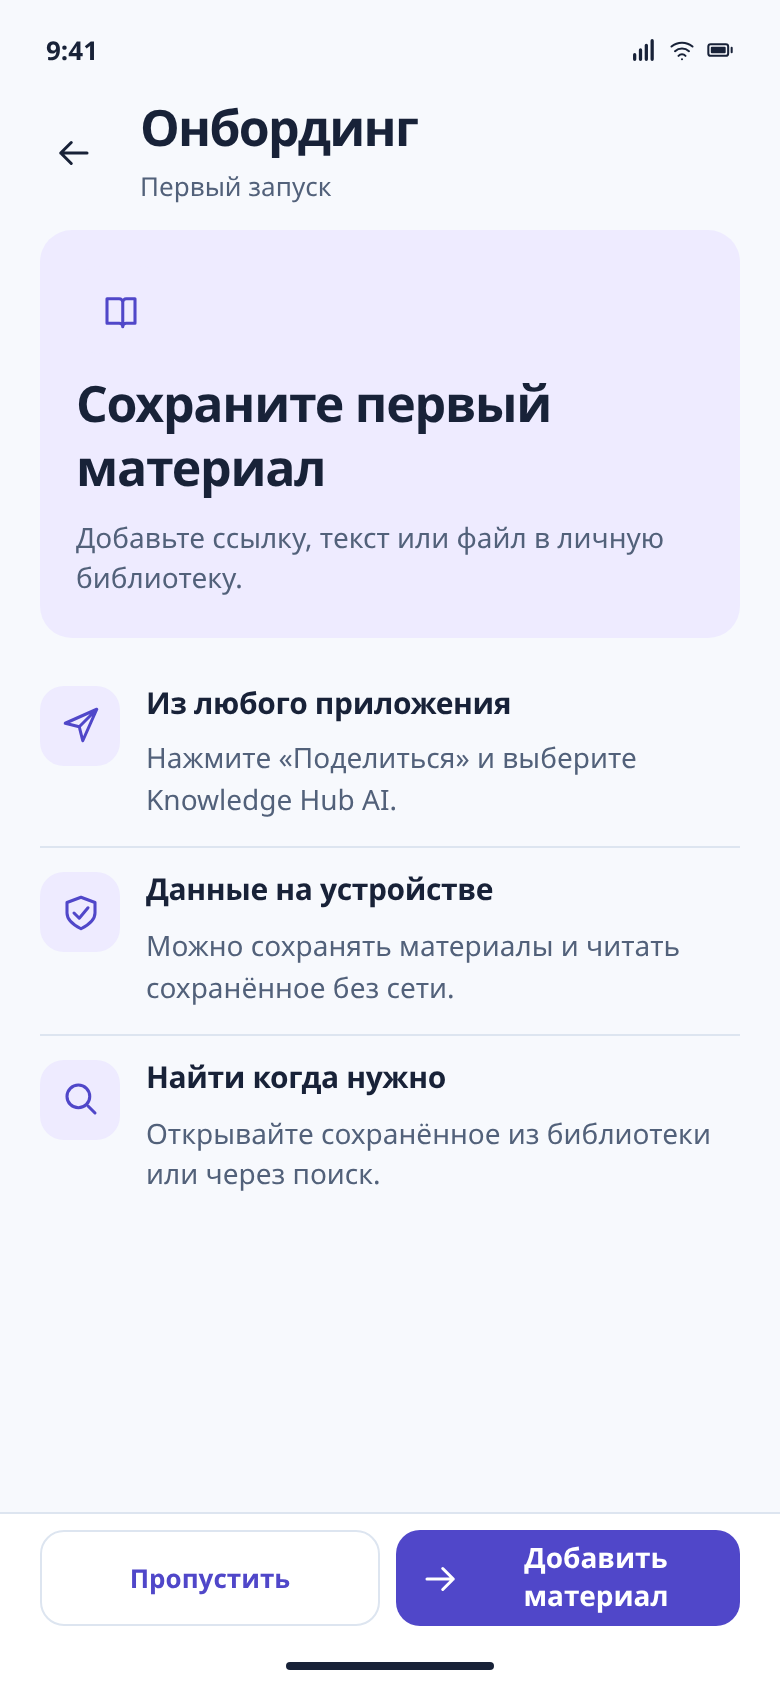 9:41
Онбординг
Первый запуск
Сохраните первый
материал
Добавьте ссылку, текст или файл в личную
библиотеку.
Из любого приложения
Нажмите «Поделиться» и выберите
Knowledge Hub AI.
Данные на устройстве
Можно сохранять материалы и читать
сохранённое без сети.
Найти когда нужно
Открывайте сохранённое из библиотеки
или через поиск.
Пропустить
Добавить
материал